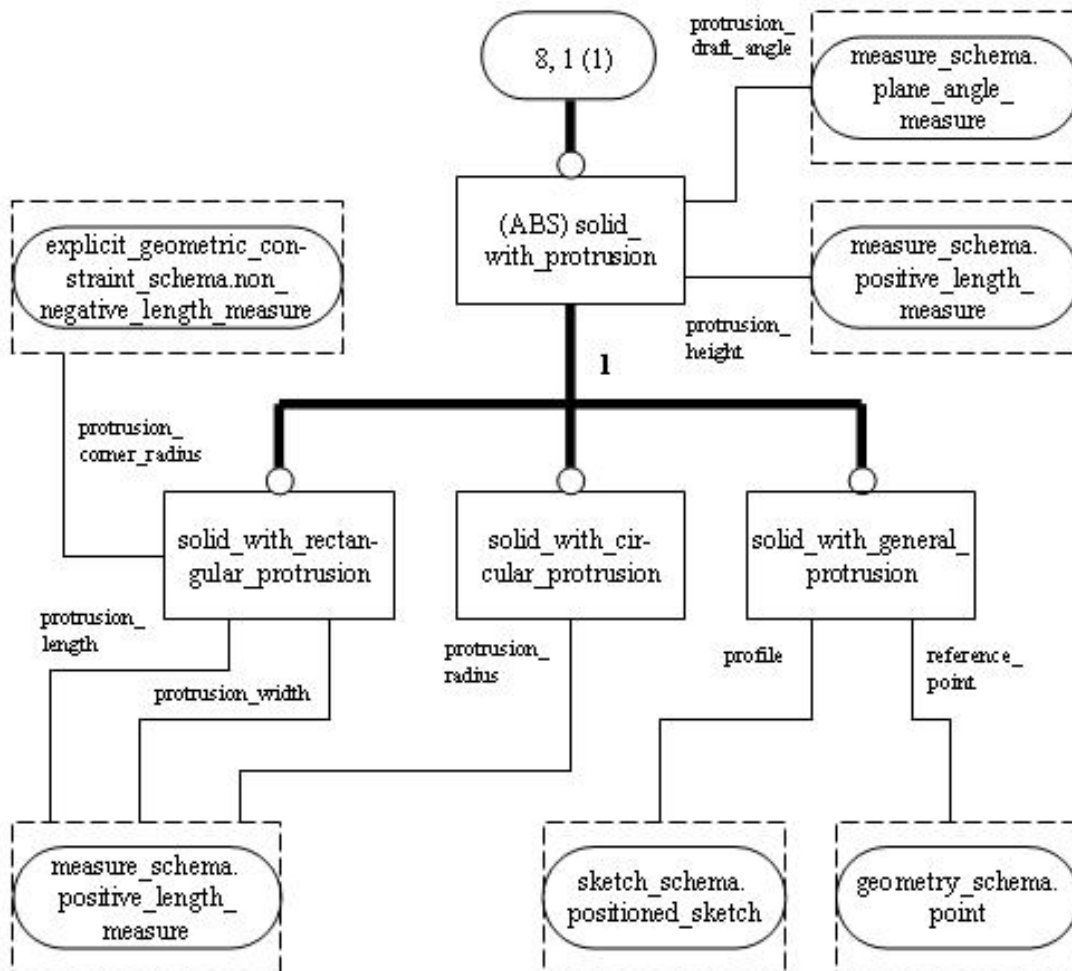 8, 1 (1)
protrusion_
draft_angle
measure_schema.
plane_angle_
measure
(ABS) solid_
with_protrusion
explicit_geometric_con-
straint_schema.non_
negative_length_measure
measure_schema.
positive_length_
measure
protrusion_
height
1
protrusion_
corner_radius
solid_with_rectan-
gular_protrusion
solid_with_cir-
cular_protrusion
solid_with_general_
protrusion
protrusion_
length
protrusion_width
protrusion_
radius
profile
reference_
point
measure_schema.
positive_length_
measure
sketch_schema.
positioned_sketch
geometry_schema.
point